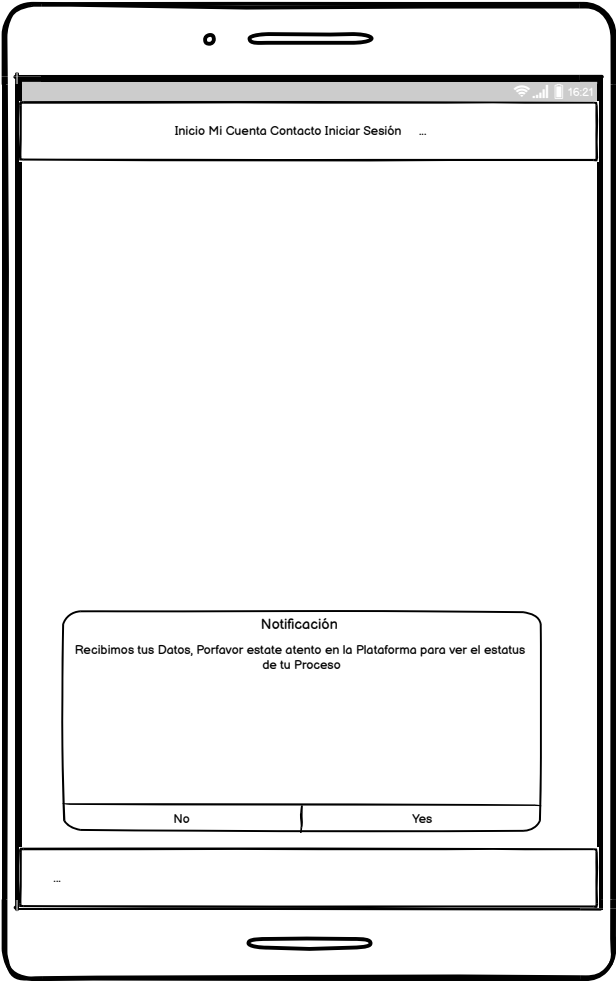 16:21
Inicio Mi Cuenta Contacto Iniciar Sesión ...
Notificación
Recibimos tus Datos, Porfavor estate atento en la Plataforma para ver el estatus
de tu Proceso
No Yes
...